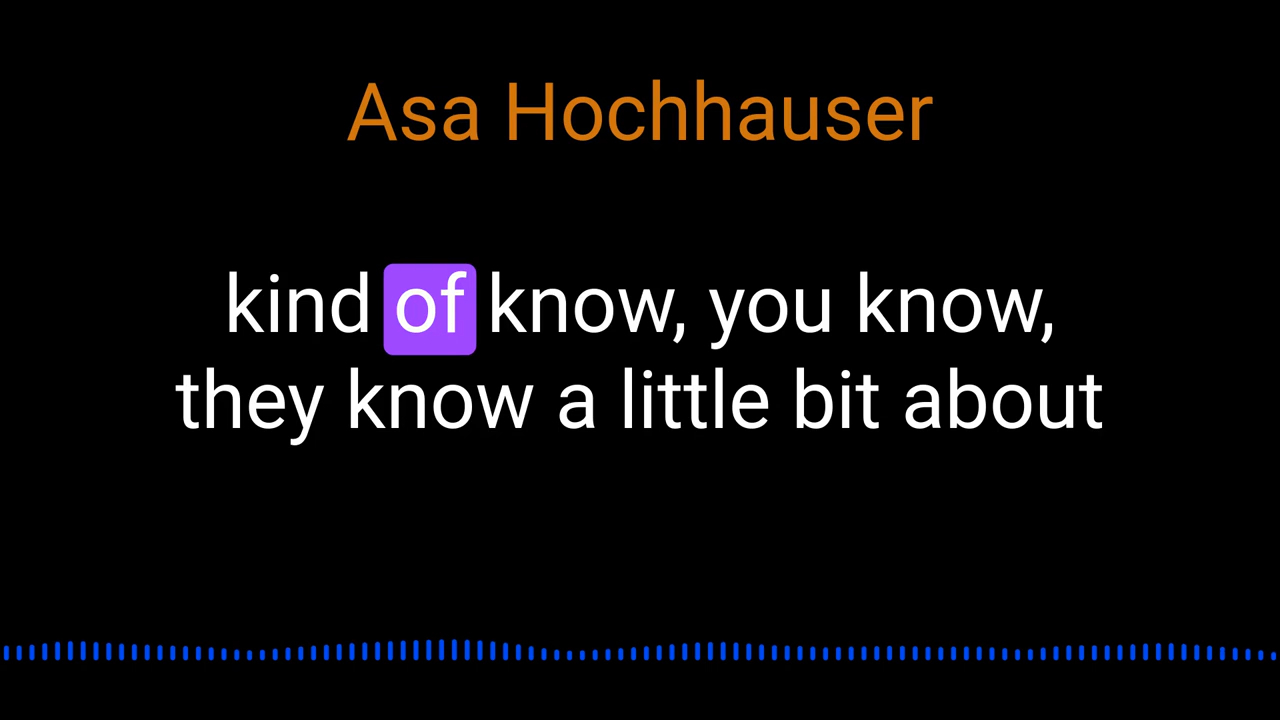 Asa Hochhauser
kind of know, you know,
they know a little bit about